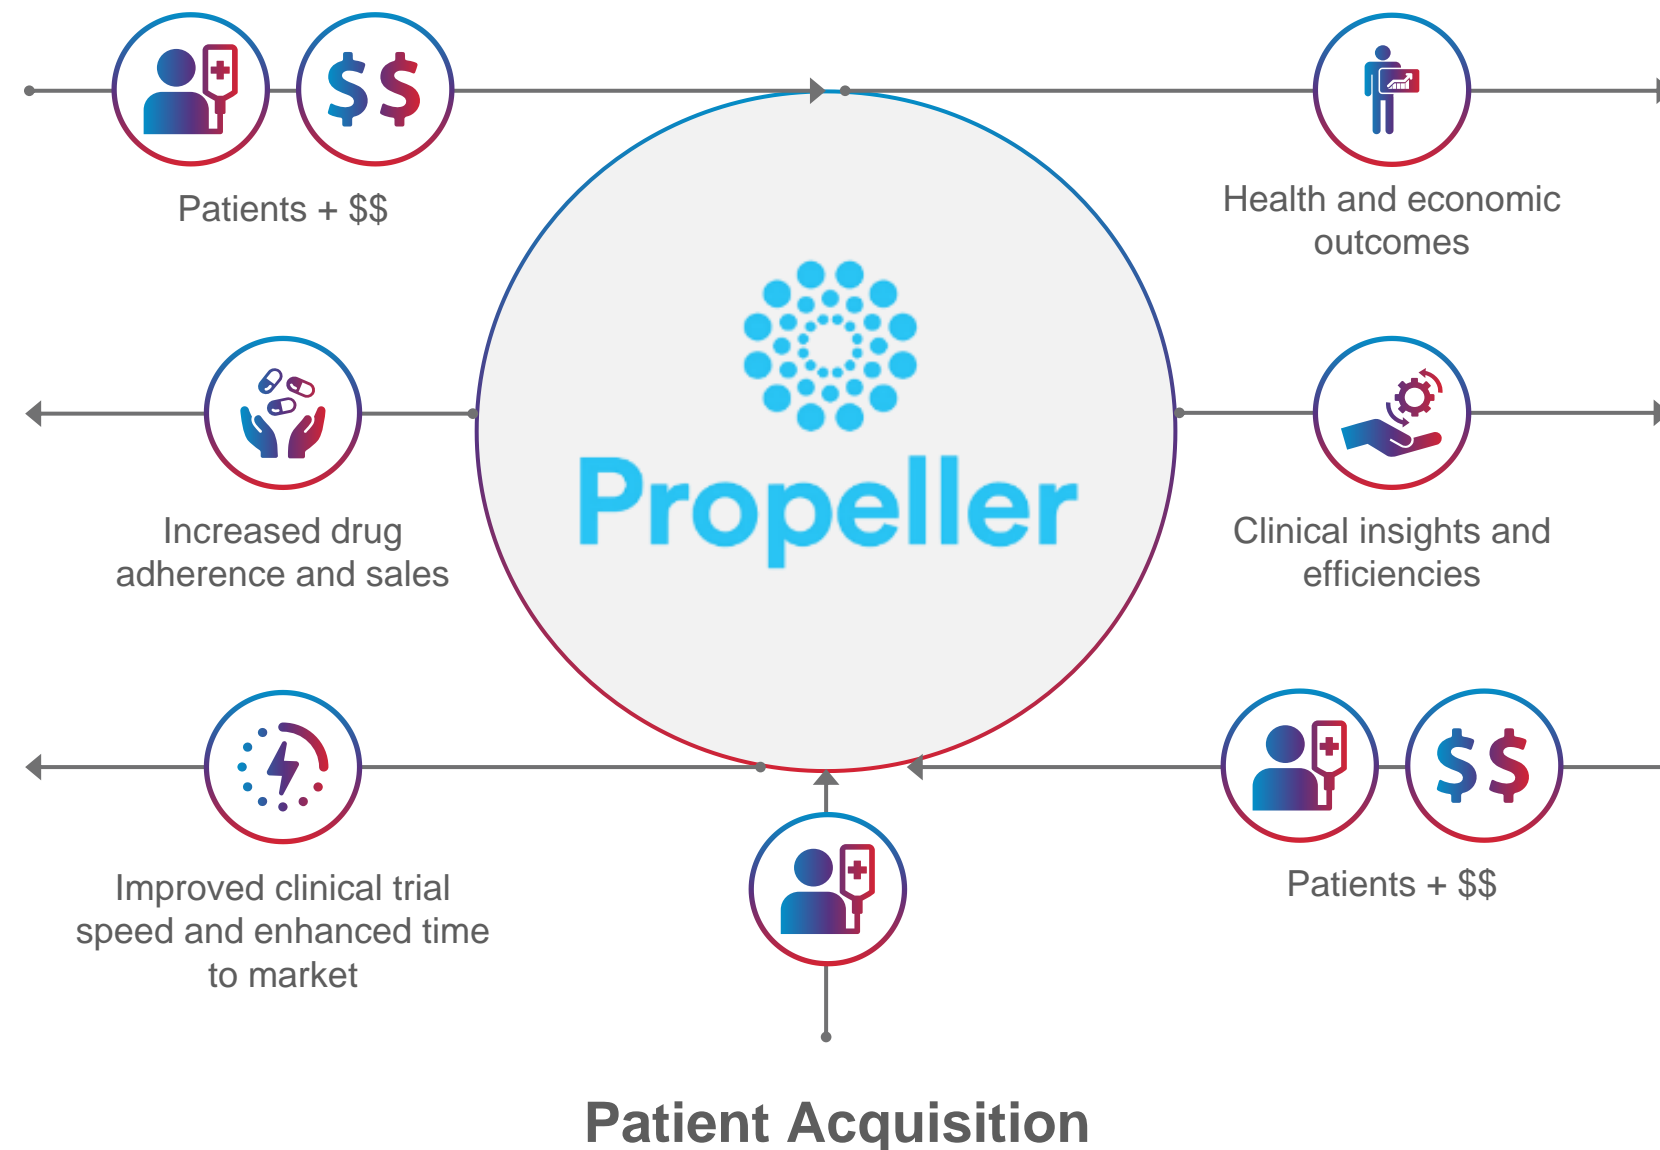 Patients + $$
Health and economic
outcomes
Propeller
Increased drug
adherence and sales
Clinical insights and
efficiencies
Improved clinical trial
speed and enhanced time
to market
Patients + $$
Patient Acquisition